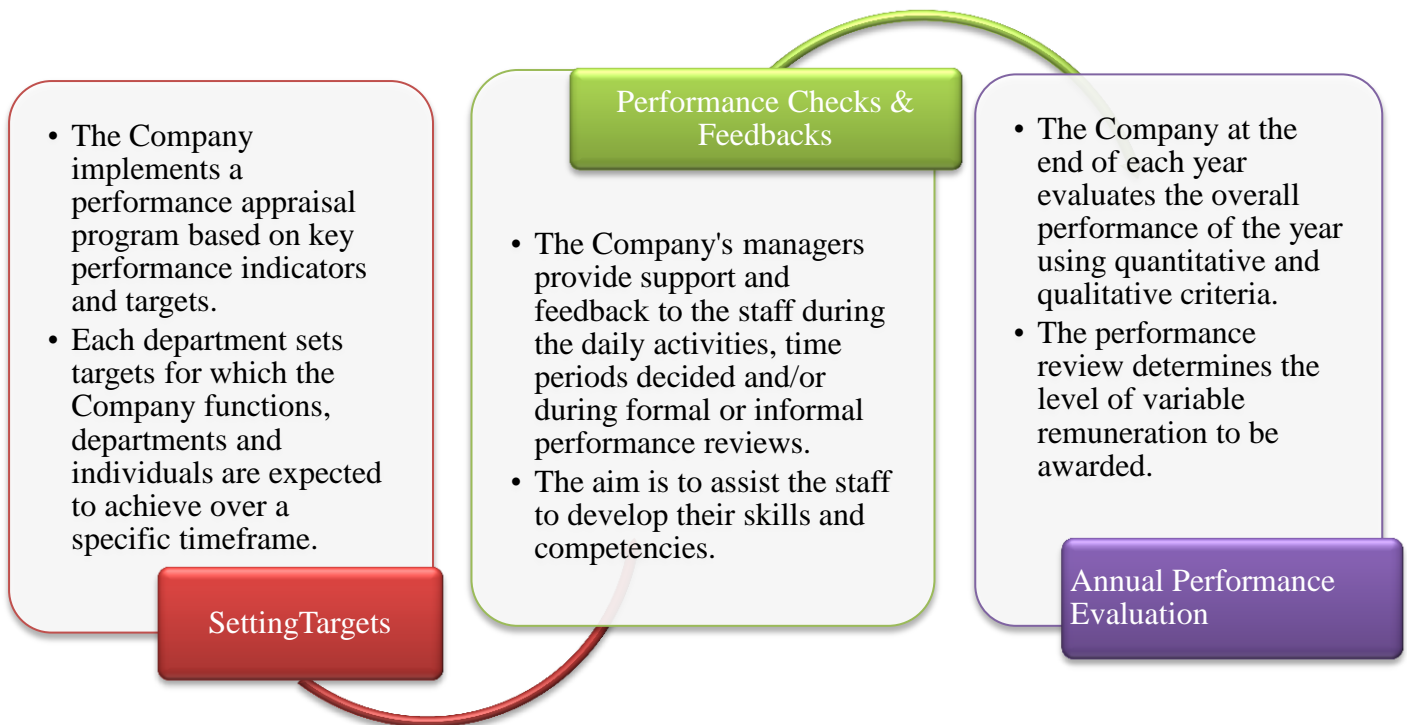 • The Company
implements a
performance appraisal
program based on key
performance indicators
and targets.
• Each department sets
targets for which the
Company functions,
departments and
individuals are expected
to achieve over a
specific timeframe.
SettingTargets
Performance Checks &
Feedbacks
• The Company's managers
provide support and
feedback to the staff during
the daily activities, time
periods decided and/or
during formal or informal
performance reviews.
• The aim is to assist the staff
to develop their skills and
competencies.
• The Company at the
end of each year
evaluates the overall
performance of the year
using quantitative and
qualitative criteria.
• The performance
review determines the
level of variable
remuneration to be
awarded.
Annual Performance
Evaluation